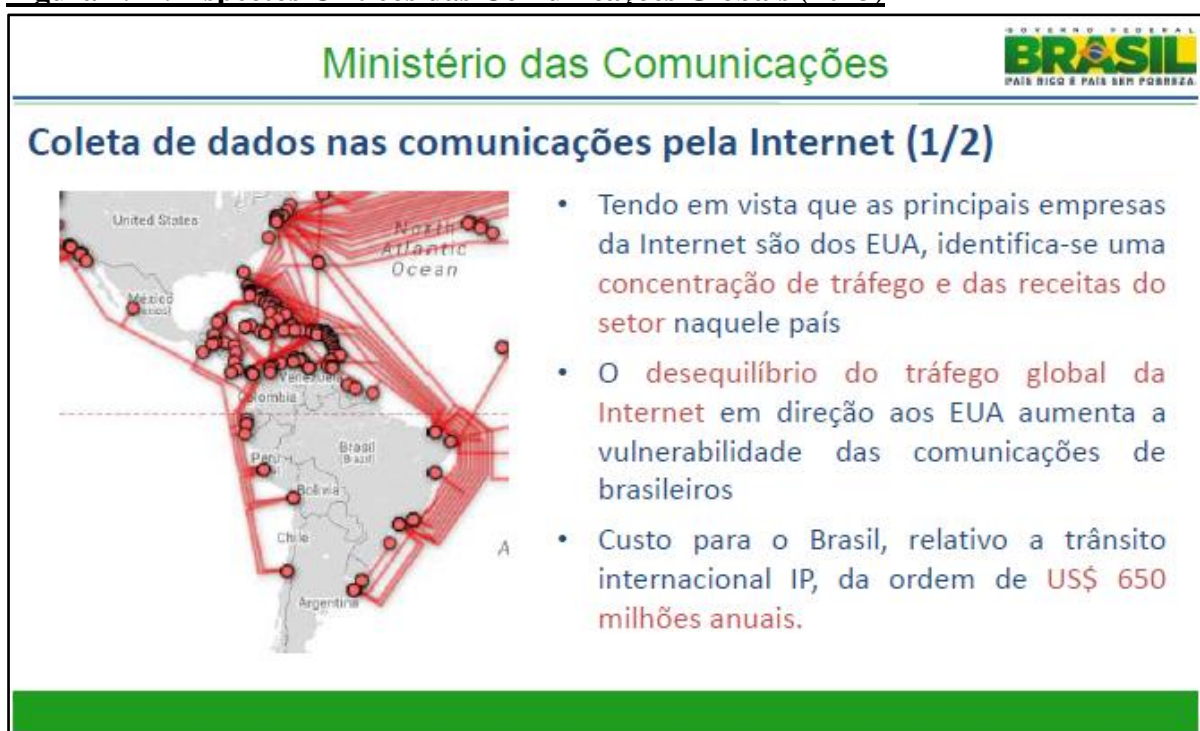 Ministério das Comunicações
GOVERNO FEDERAL
BRASIL
PAÍS RICO É PAÍS SEM POBREZA
Coleta de dados nas comunicações pela Internet (1/2)
United States
North
Atlantic
Ocean
México
Venezuela
Colombia
Brasil
(Brazil)
Peru
Bolivia
Chile
A
Argentina
• Tendo em vista que as principais empresas
da Internet são dos EUA, identifica-se uma
concentração de tráfego e das receitas do
setor naquele país
• O desequilíbrio do tráfego global da
Internet em direção aos EUA aumenta a
vulnerabilidade das comunicações de
brasileiros
• Custo para o Brasil, relativo a trânsito
internacional IP, da ordem de US$ 650
milhões anuais.